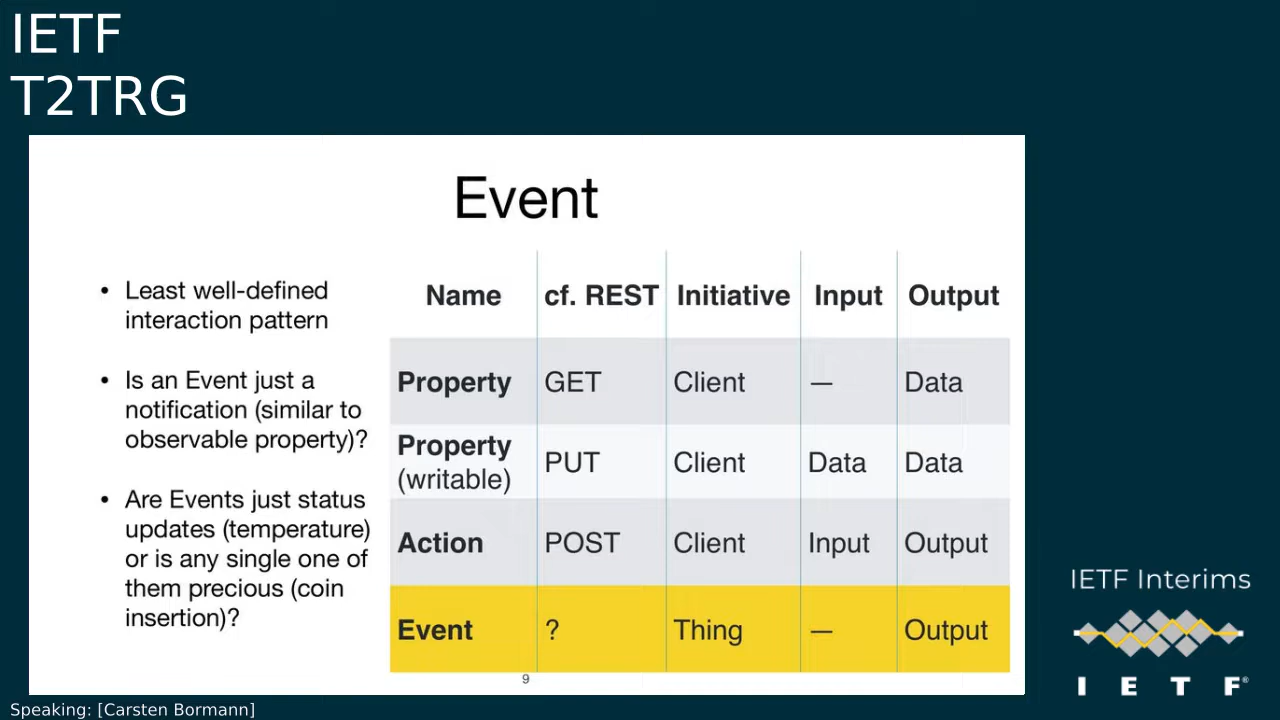 IETF
T2TRG
Event
• Least well-defined
interaction pattern
• Is an Event just a
notification (similar to
observable property)?
• Are Events just status
updates (temperature)
or is any single one of
them precious (coin
insertion)?
Name cf. REST Initiative Input Output
Property GET Client — Data
Property
(writable) PUT Client Data Data
Action POST Client Input Output
Event ? Thing — Output
9
IETF Interims
I E T F®
Speaking: [Carsten Bormann]